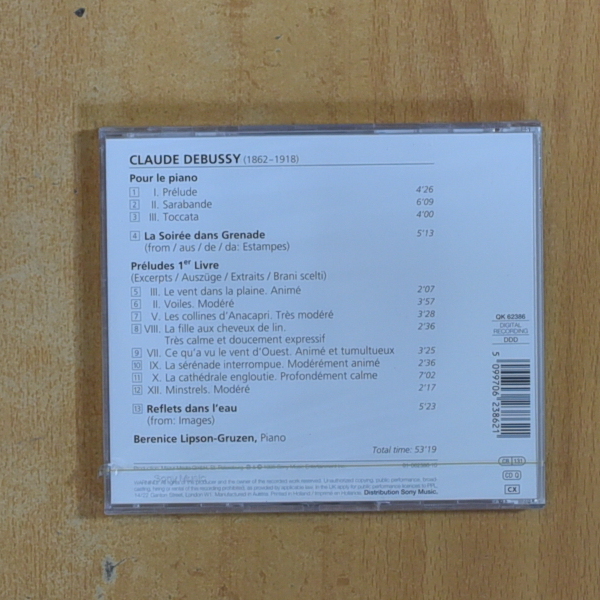 CLAUDE DEBUSSY (1862–1918)
Pour le piano
1 I. Prélude 4'26
2 II. Sarabande 6'09
3 III. Toccata 4'00
4 La Soirée dans Grenade 5'13
(from / aus / de / da: Estampes)
Préludes 1er Livre
(Excerpts / Auszüge / Extraits / Brani scelti)
5 III. Le vent dans la plaine. Animé 2'07
6 II. Voiles. Modéré 3'57
7 V. Les collines d'Anacapri. Très modéré 3'28
8 VIII. La fille aux cheveux de lin. 2'36
Très calme et doucement expressif
9 VII. Ce qu'a vu le vent d'Ouest. Animé et tumultueux 3'25
10 IX. La sérénade interrompue. Modérément animé 2'36
11 X. La cathédrale engloutie. Profondément calme 7'02
12 XII. Minstrels. Modéré 2'17
13 Reflets dans l'eau 5'23
(from: Images)
Berenice Lipson-Gruzen, Piano
Total time: 53'19
QK 62386
DIGITAL
RECORDING
DDD
5 099706 238621
CB 131
CD Q
CX
Distribution Sony Music.